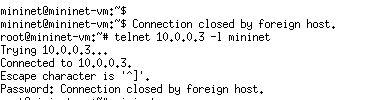 mininet@mininet-vm:~$
mininet@mininet-vm:~$ Connection closed by foreign host.
root@mininet-vm:~# telnet 10.0.0.3 -l mininet
Trying 10.0.0.3...
Connected to 10.0.0.3.
Escape character is '^]'.
Password: Connection closed by foreign host.